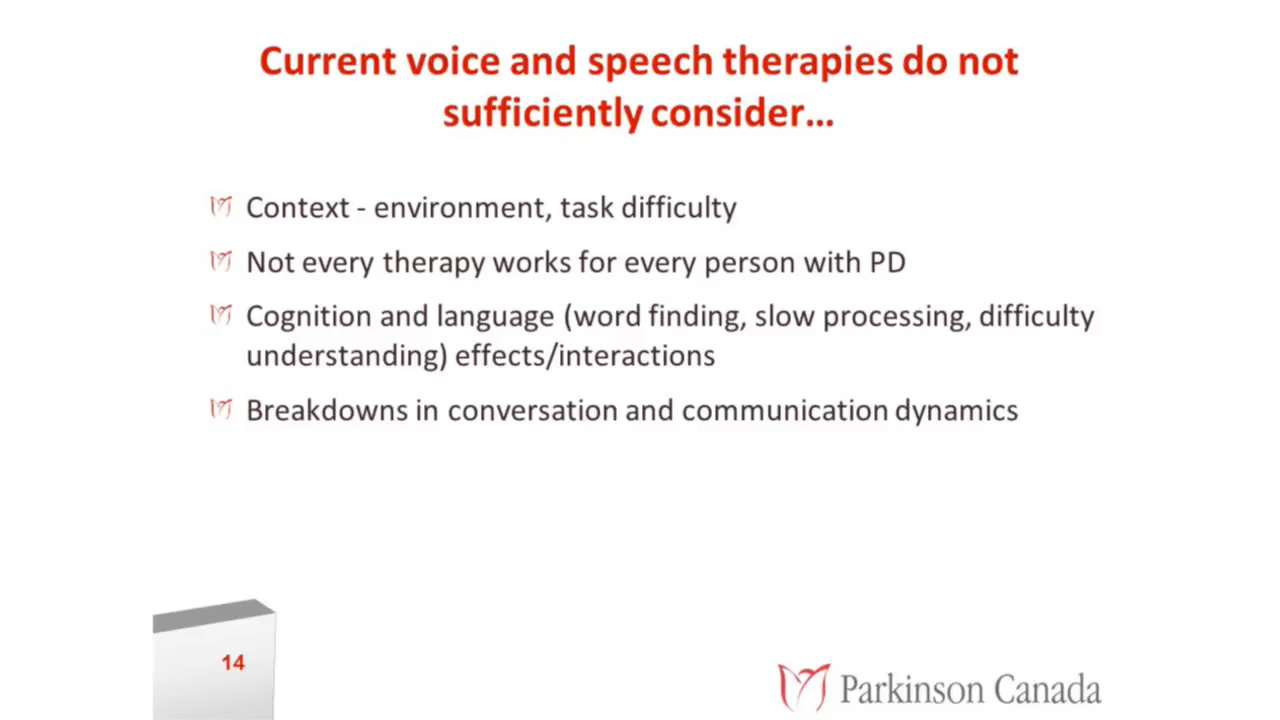 Current voice and speech therapies do not
sufficiently consider...
Context - environment, task difficulty
Not every therapy works for every person with PD
Cognition and language (word finding, slow processing, difficulty
understanding) effects/interactions
Breakdowns in conversation and communication dynamics
14
Parkinson Canada